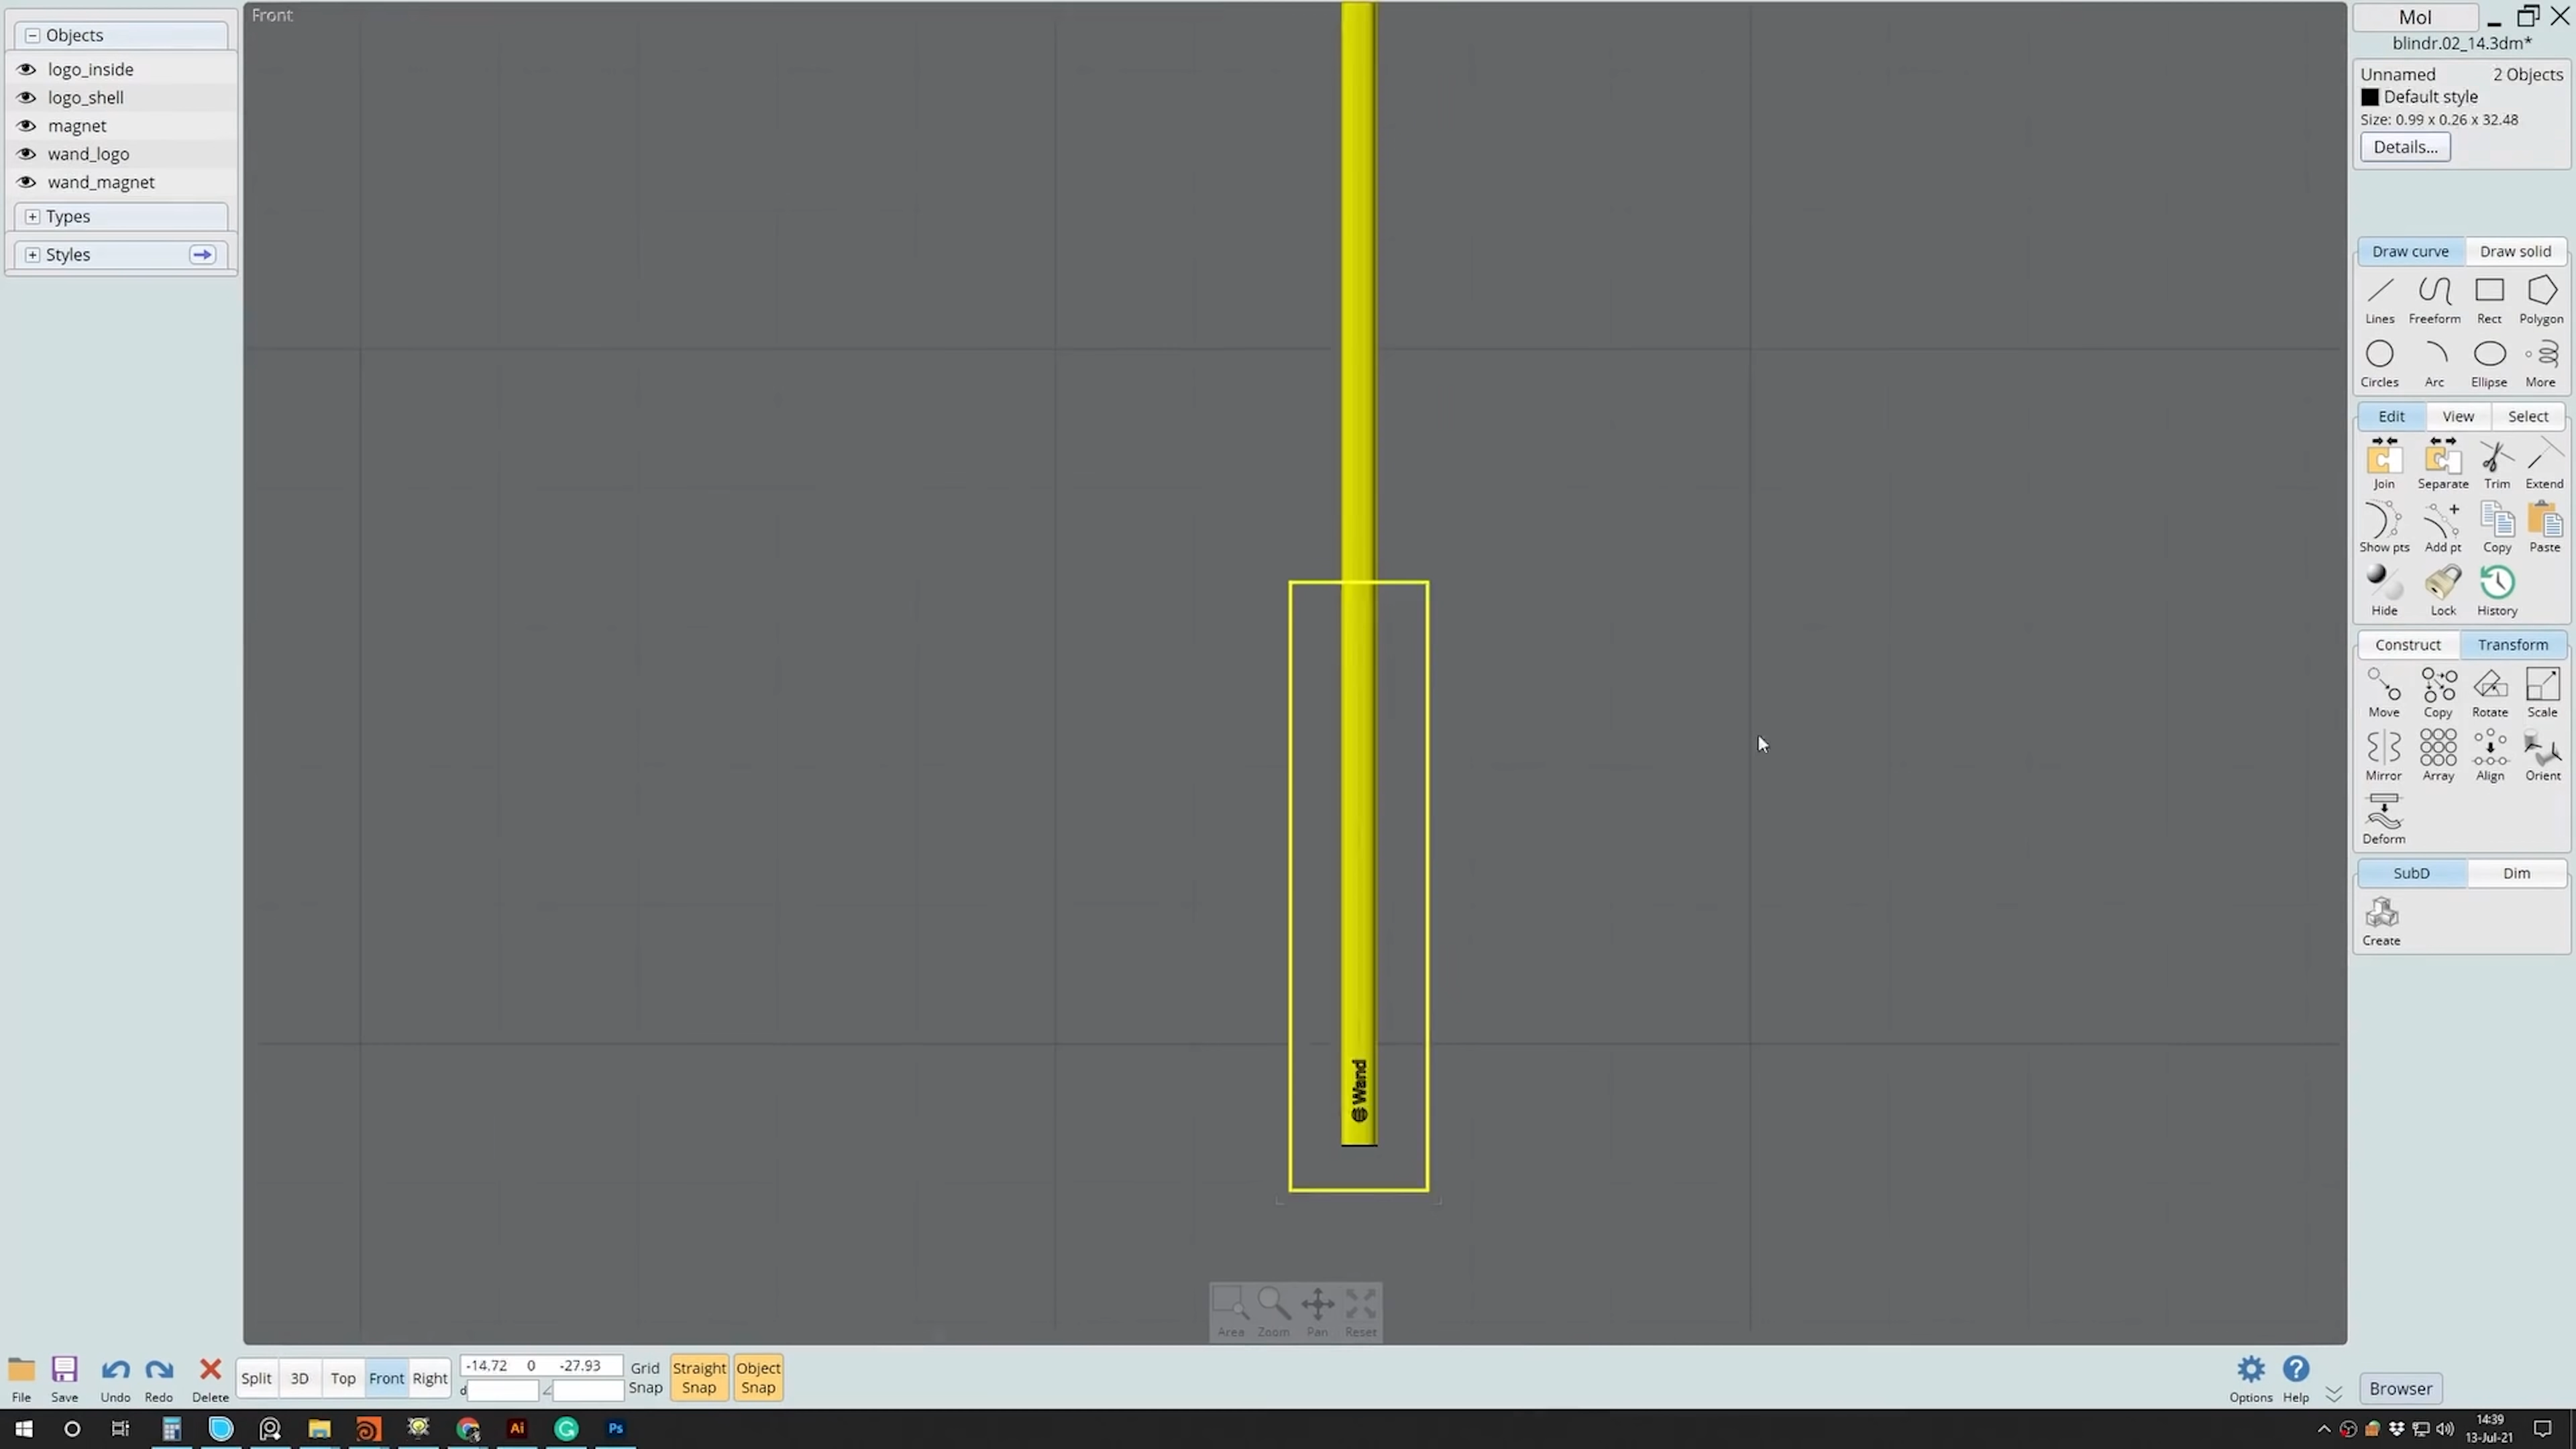 Front
Objects
logo_inside
logo_shell
magnet
wand_logo
wand_magnet
Types
Styles
Wand
Area Zoom Pan Reset
MoI
blindr.02_14.3dm*
Unnamed 2 Objects
Default style
Size: 0.99 x 0.26 x 32.48
Details...
Draw curve Draw solid
Lines Freeform Rect Polygon
Circles Arc Ellipse More
Edit View Select
Join Separate Trim Extend
Show pts Add pt Copy Paste
Hide Lock History
Construct Transform
Move Copy Rotate Scale
Mirror Array Align Orient
Deform
SubD Dim
Create
File Save Undo Redo Delete
Split 3D Top Front Right
-14.72 0 -27.93
d
Grid Snap
Straight Snap
Object Snap
Options Help
Browser
Ai
Ps
14:39
13-Jul-21